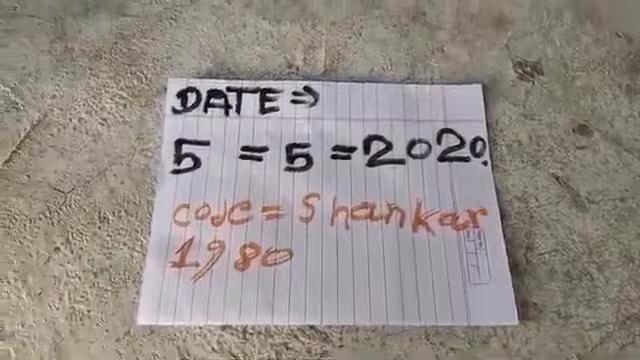 DATE⇒
5 = 5 = 2020.
code = Shankar
1980